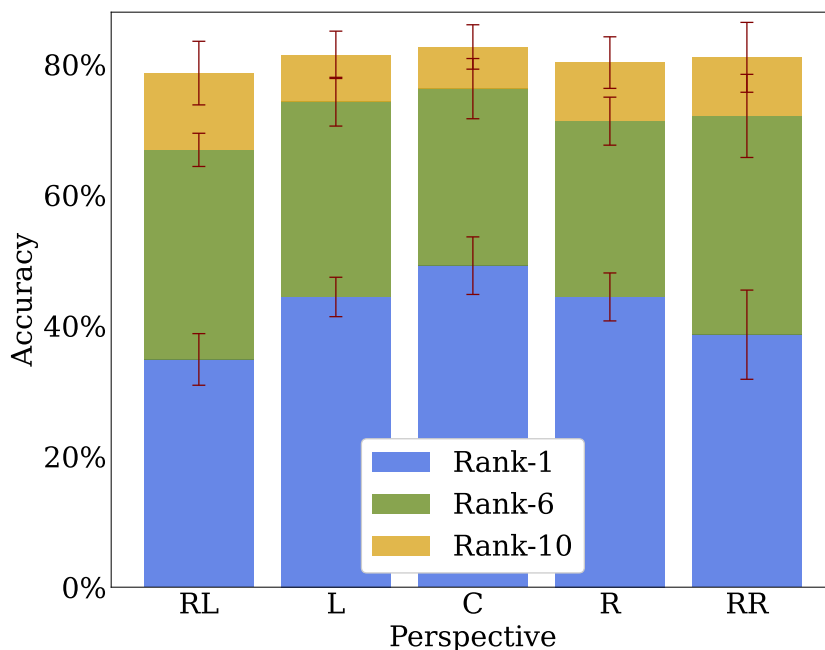 80%
60%
40%
20%
0%
Accuracy
Rank-1
Rank-6
Rank-10
RL L C R RR
Perspective